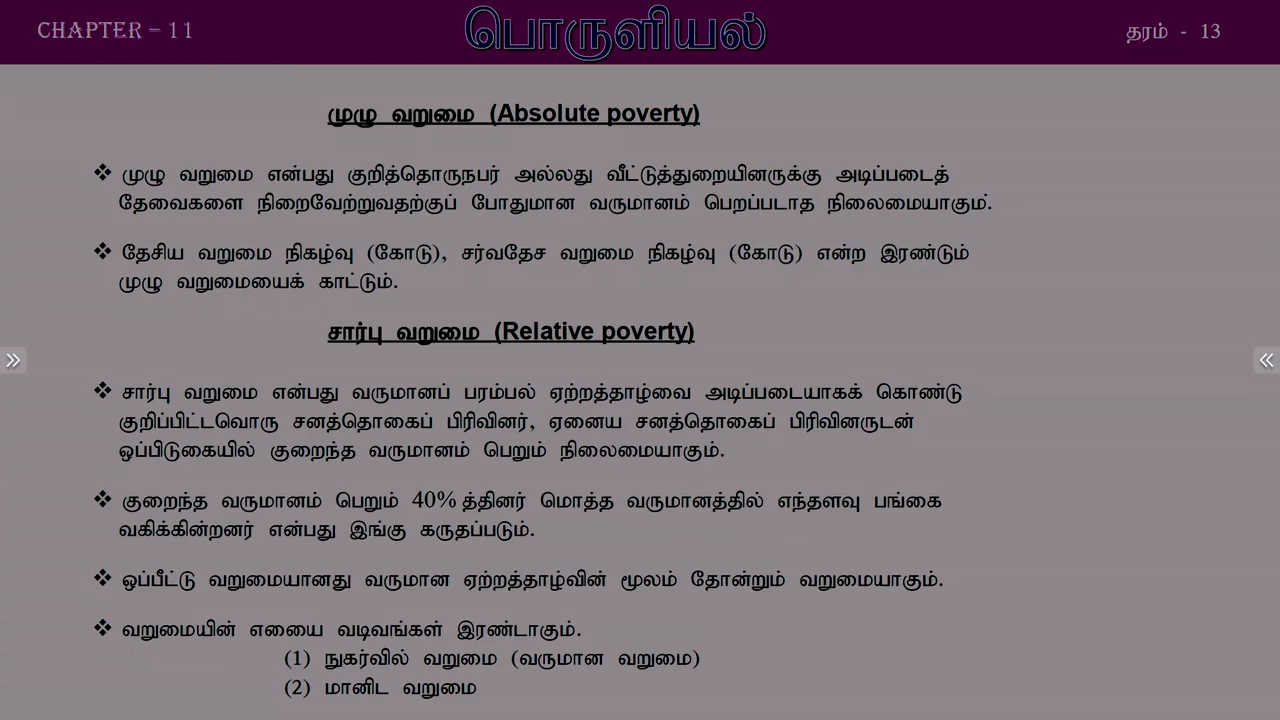 CHAPTER – 11
பொருளியல்
தரம் - 13
முழு வறுமை (Absolute poverty)
❖ முழு வறுமை என்பது குறித்தொருநபர் அல்லது வீட்டுத்துறையினருக்கு அடிப்படைத்
தேவைகளை நிறைவேற்றுவதற்குப் போதுமான வருமானம் பெறப்படாத நிலைமையாகும்.
❖ தேசிய வறுமை நிகழ்வு (கோடு), சர்வதேச வறுமை நிகழ்வு (கோடு) என்ற இரண்டும்
முழு வறுமையைக் காட்டும்.
சார்பு வறுமை (Relative poverty)
❖ சார்பு வறுமை என்பது வருமானப் பரம்பல் ஏற்றத்தாழ்வை அடிப்படையாகக் கொண்டு
குறிப்பிட்டவொரு சனத்தொகைப் பிரிவினர், ஏனைய சனத்தொகைப் பிரிவினருடன்
ஒப்பிடுகையில் குறைந்த வருமானம் பெறும் நிலைமையாகும்.
❖ குறைந்த வருமானம் பெறும் 40% த்தினர் மொத்த வருமானத்தில் எந்தளவு பங்கை
வகிக்கின்றனர் என்பது இங்கு கருதப்படும்.
❖ ஒப்பீட்டு வறுமையானது வருமான ஏற்றத்தாழ்வின் மூலம் தோன்றும் வறுமையாகும்.
❖ வறுமையின் எனைய வடிவங்கள் இரண்டாகும்.
(1) நுகர்வில் வறுமை (வருமான வறுமை)
(2) மானிட வறுமை